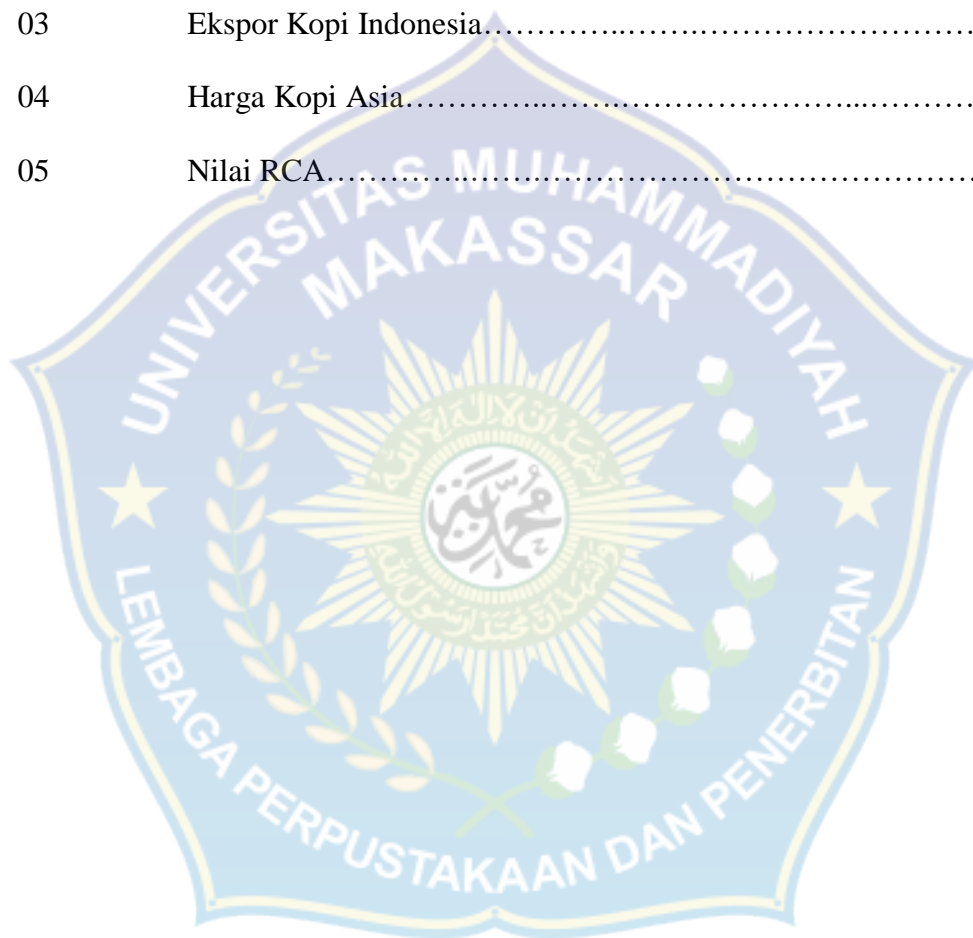 03 Ekspor Kopi Indonesia…………..…….……………………
04 Harga Kopi Asia…………..…….……………………...………
05 Nilai RCA………….…….…………………………………
UNIVERSITAS MUHAMMADIYAH
MAKASSAR
LEMBAGA PERPUSTAKAAN DAN PENERBITAN